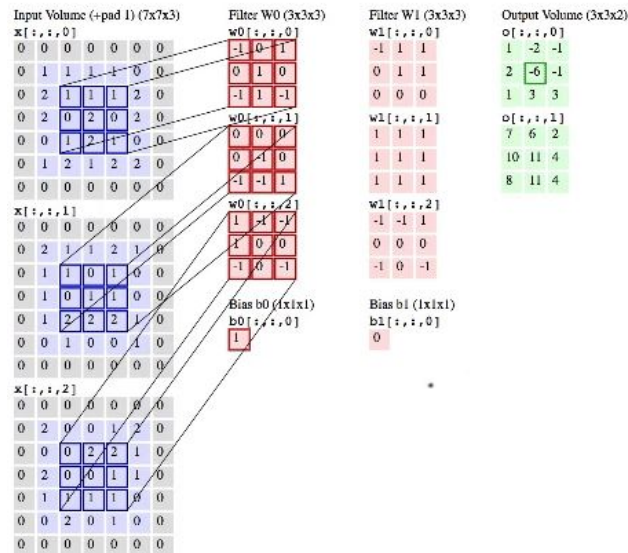 Input Volume (+pad 1) (7x7x3)
x[:,:,0]
0 0 0 0 0 0 0
0 1 1 1 1 0 0
0 2 1 1 1 2 0
0 2 0 2 0 2 0
0 0 1 2 1 0 0
0 1 2 1 2 2 0
0 0 0 0 0 0 0
x[:,:,1]
0 0 0 0 0 0 0
0 2 1 1 2 1 0
0 1 1 0 1 0 0
0 1 0 1 1 0 0
0 1 2 2 2 1 0
0 0 1 0 0 1 0
0 0 0 0 0 0 0
x[:,:,2]
0 0 0 0 0 0 0
0 2 0 0 1 2 0
0 0 0 2 2 1 0
0 2 0 0 1 1 0
0 1 1 1 1 0 0
0 0 2 0 1 0 0
0 0 0 0 0 0 0
Filter W0 (3x3x3)
w0[:,:,0]
-1 0 1
0 1 0
-1 1 -1
w0[:,:,1]
0 0 0
0 -1 0
-1 -1 1
w0[:,:,2]
1 -1 -1
1 0 0
-1 0 -1
Bias b0 (1x1x1)
b0[:,:,0]
1
Filter W1 (3x3x3)
w1[:,:,0]
-1 1 1
0 1 1
0 0 0
w1[:,:,1]
1 1 1
1 1 1
1 1 1
w1[:,:,2]
-1 -1 1
0 0 0
-1 0 -1
Bias b1 (1x1x1)
b1[:,:,0]
0
Output Volume (3x3x2)
o[:,:,0]
1 -2 -1
2 -6 -1
1 3 3
o[:,:,1]
7 6 2
10 11 4
8 11 4